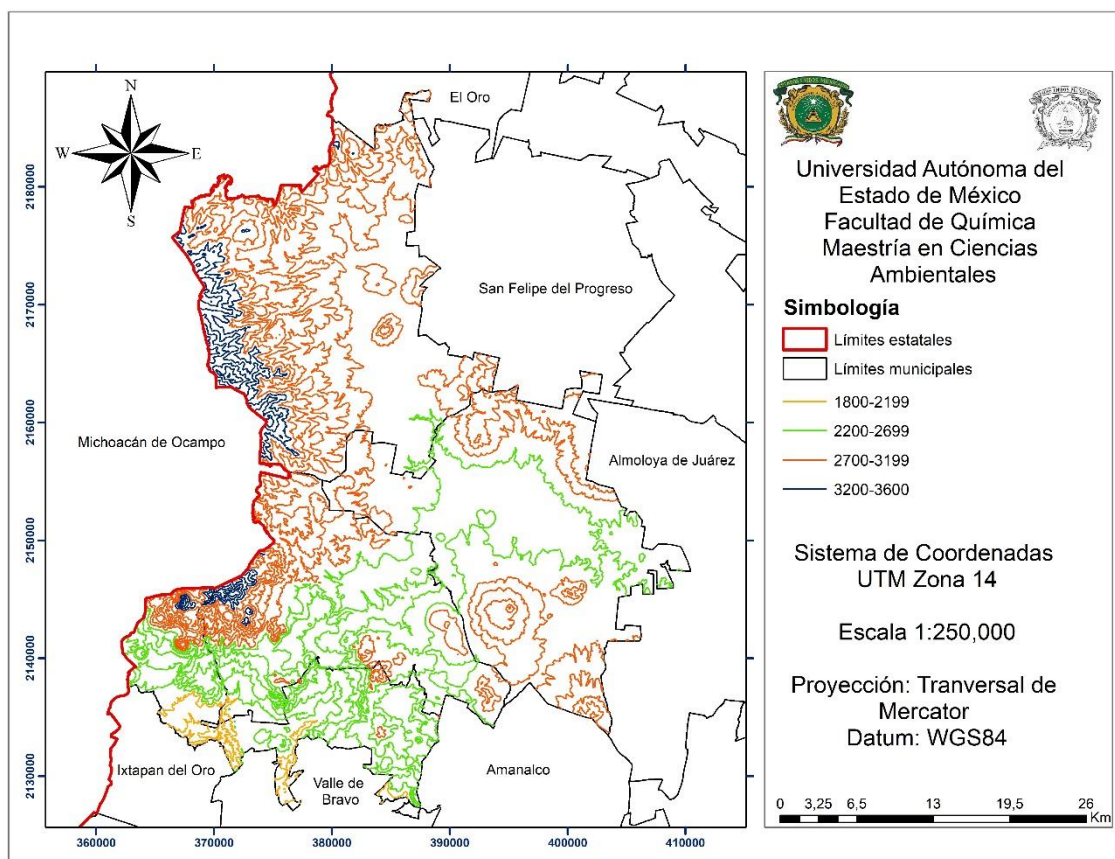 N
W
E
S
El Oro
San Felipe del Progreso
Michoacán de Ocampo
Almoloya de Juárez
Ixtapan del Oro
Valle de
Bravo
Amanalco
2180000
2170000
2160000
2150000
2140000
2130000
360000
370000
380000
390000
400000
410000
Universidad Autónoma del
Estado de México
Facultad de Química
Maestría en Ciencias
Ambientales
Simbología
Límites estatales
Límites municipales
1800-2199
2200-2699
2700-3199
3200-3600
Sistema de Coordenadas
UTM Zona 14
Escala 1:250,000
Proyección: Tranversal de
Mercator
Datum: WGS84
0 3,25 6,5 13 19,5 26
Km